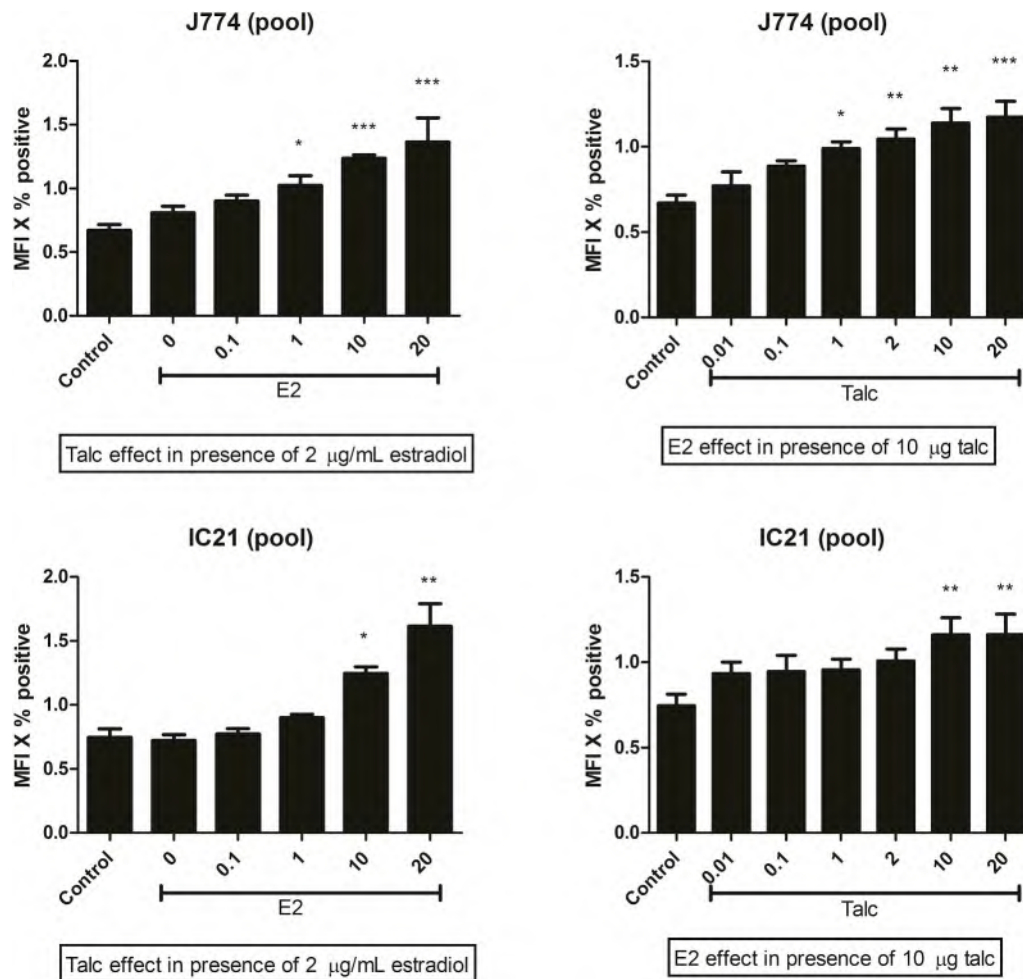 J774 (pool)
MFI X % positive
2.0
1.5
1.0
0.5
0.0
*
***
***
Control
0
0.1
1
10
20
E2
Talc effect in presence of 2 μg/mL estradiol
J774 (pool)
MFI X % positive
1.5
1.0
0.5
0.0
*
**
**
***
Control
0.01
0.1
1
2
10
20
Talc
E2 effect in presence of 10 μg talc
IC21 (pool)
MFI X % positive
2.0
1.5
1.0
0.5
0.0
*
**
Control
0
0.1
1
10
20
E2
Talc effect in presence of 2 μg/mL estradiol
IC21 (pool)
MFI X % positive
1.5
1.0
0.5
0.0
**
**
Control
0.01
0.1
1
2
10
20
Talc
E2 effect in presence of 10 μg talc